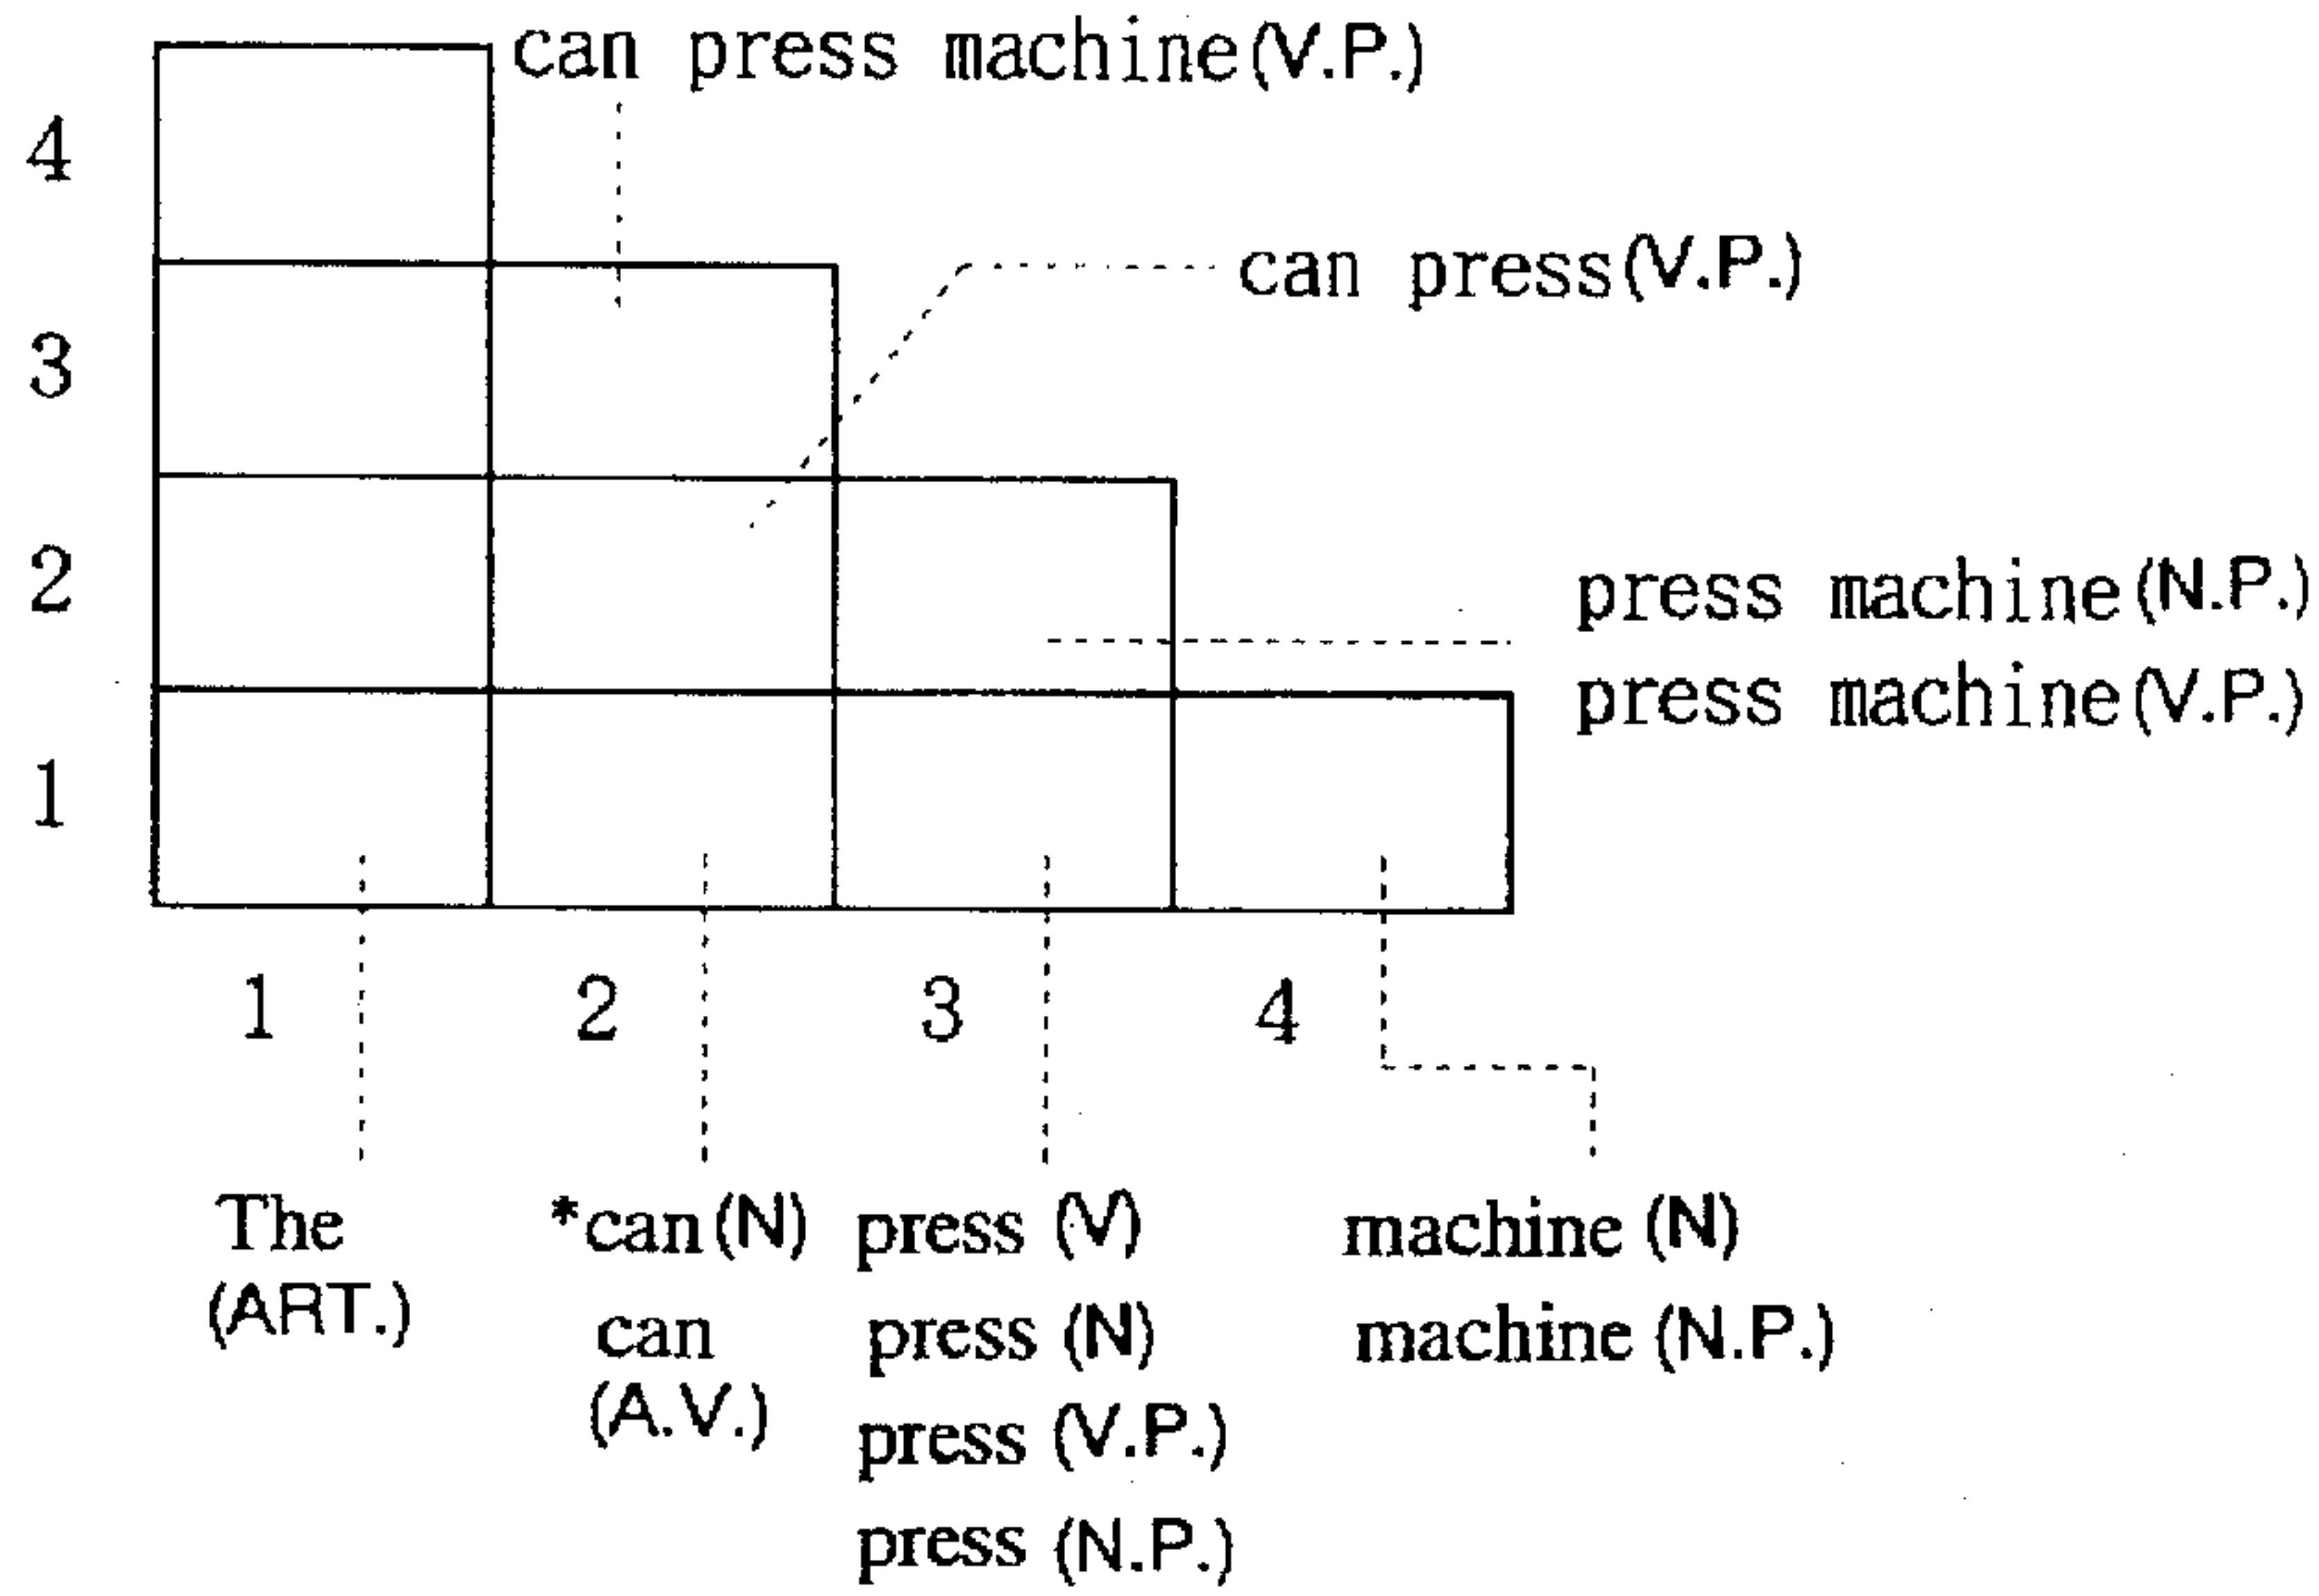 can press machine(V.P.)
4
can press(V.P.)
3
2
press machine(N.P.)
press machine(V.P.)
1
1 2 3 4
The *can(N) press (V) machine (N)
(ART.) can press (N) machine (N.P.)
(A.V.) press (V.P.)
press (N.P.)